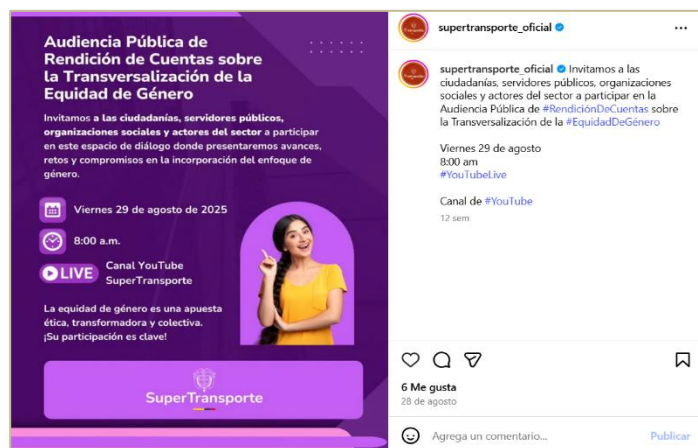 Audiencia Pública de
Rendición de Cuentas sobre
la Transversalización de la
Equidad de Género
Invitamos a las ciudadanías, servidores públicos,
organizaciones sociales y actores del sector a participar
en este espacio de diálogo donde presentaremos avances,
retos y compromisos en la incorporación del enfoque de
género.
Viernes 29 de agosto de 2025
8:00 a.m.
LIVE
Canal YouTube
SuperTransporte
La equidad de género es una apuesta
ética, transformadora y colectiva.
¡Su participación es clave!
SuperTransporte
supertransporte_oficial
supertransporte_oficial Invitamos a las
ciudadanías, servidores públicos, organizaciones
sociales y actores del sector a participar en la
Audiencia Pública de #RendiciónDeCuentas sobre
la Transversalización de la #EquidadDeGénero
Viernes 29 de agosto
8:00 am
#YouTubeLive
Canal de #YouTube
12 sem
6 Me gusta
28 de agosto
Agrega un comentario...
Publicar